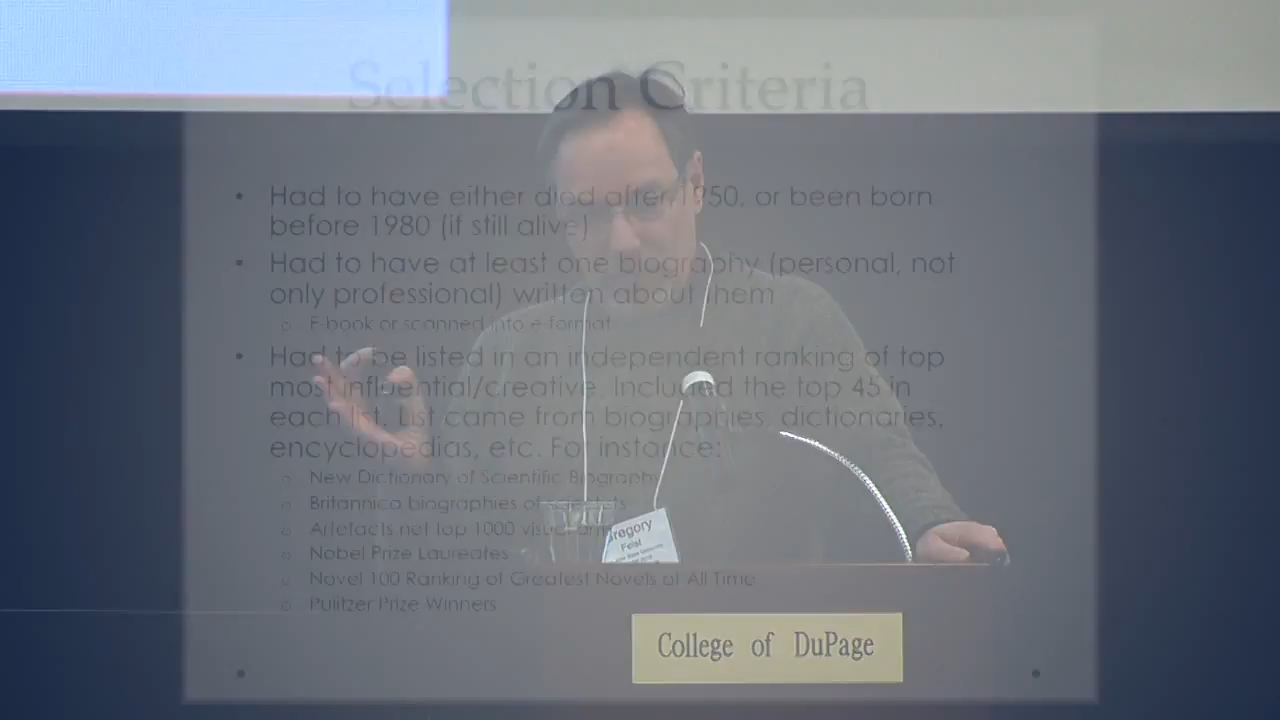 Selection Criteria
• Had to have either died after 1950, or been born
before 1980 (if still alive)
• Had to have at least one biography (personal, not
only professional) written about them
o E-book or scanned into e-format
• Had to be listed in an independent ranking of top
most influential/creative. Included the top 45 in
each list. List came from biographies, dictionaries,
encyclopedias, etc. For instance:
o New Dictionary of Scientific Biography
o Britannica biographies of scientists
o Artefacts net top 1000 visual
o Nobel Prize Laureates
o Novel 100 Ranking of Greatest Novels of All Time
o Pulitzer Prize Winners
Gregory
Feist
College of DuPage